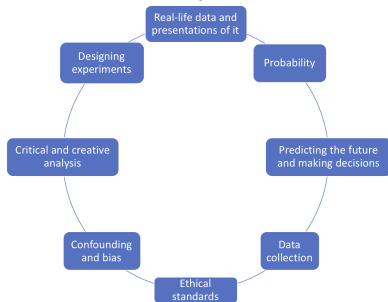 Real-life data and
presentations of it
Probability
Predicting the future
and making decisions
Data
collection
Ethical
standards
Confounding
and bias
Critical and creative
analysis
Designing
experiments